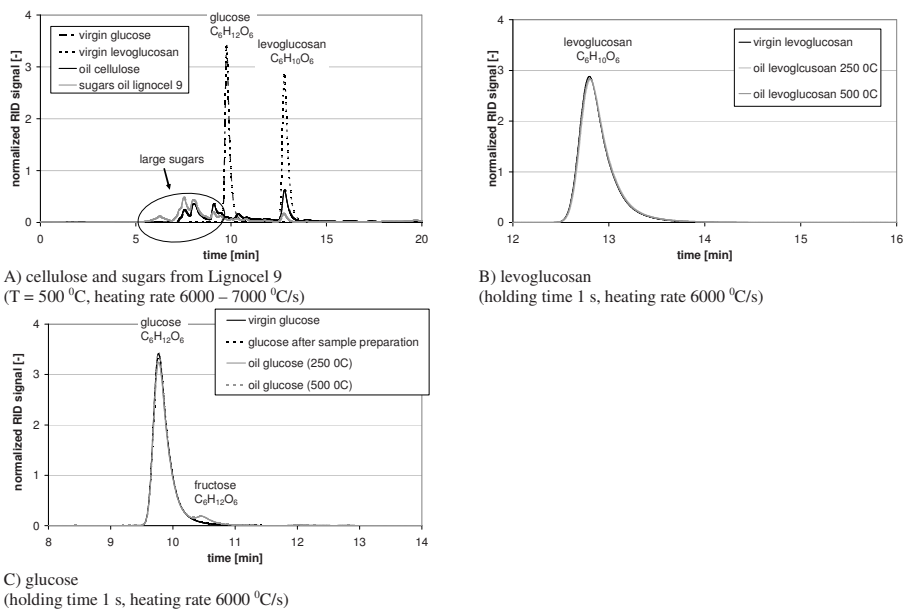 4
3
2
1
0
normalized RID signal [-]
virgin glucose
virgin levoglucosan
oil cellulose
sugars oil lignocel 9
glucose
C₆H₁₂O₆
levoglucosan
C₆H₁₀O₆
large sugars
0 5 10 15 20
time [min]
A) cellulose and sugars from Lignocel 9
(T = 500 ⁰C, heating rate 6000 – 7000 ⁰C/s)
4
3
2
1
0
normalized RID signal [-]
levoglucosan
C₆H₁₀O₆
virgin levoglucosan
oil levoglcusoan 250 0C
oil levoglucosan 500 0C
12 13 14 15 16
time [min]
B) levoglucosan
(holding time 1 s, heating rate 6000 ⁰C/s)
4
3
2
1
0
normalized RID signal [-]
glucose
C₆H₁₂O₆
virgin glucose
glucose after sample preparation
oil glucose (250 0C)
oil glucose (500 0C)
fructose
C₆H₁₂O₆
8 9 10 11 12 13 14
time [min]
C) glucose
(holding time 1 s, heating rate 6000 ⁰C/s)